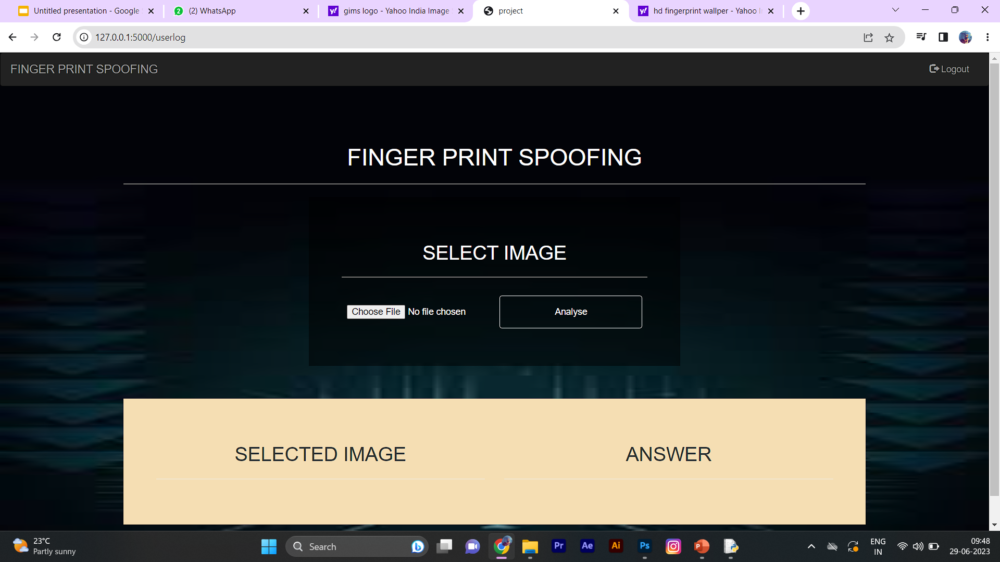 Untitled presentation - Google
2
(2) WhatsApp
y!
gims logo - Yahoo India Image
project
y!
hd fingerprint wallper - Yahoo I
127.0.0.1:5000/userlog
FINGER PRINT SPOOFING
Logout
FINGER PRINT SPOOFING
SELECT IMAGE
Choose File No file chosen
Analyse
SELECTED IMAGE
ANSWER
23°C
Partly sunny
Search
Pr
Ae
Ai
Ps
P
ENG
IN
09:48
29-06-2023